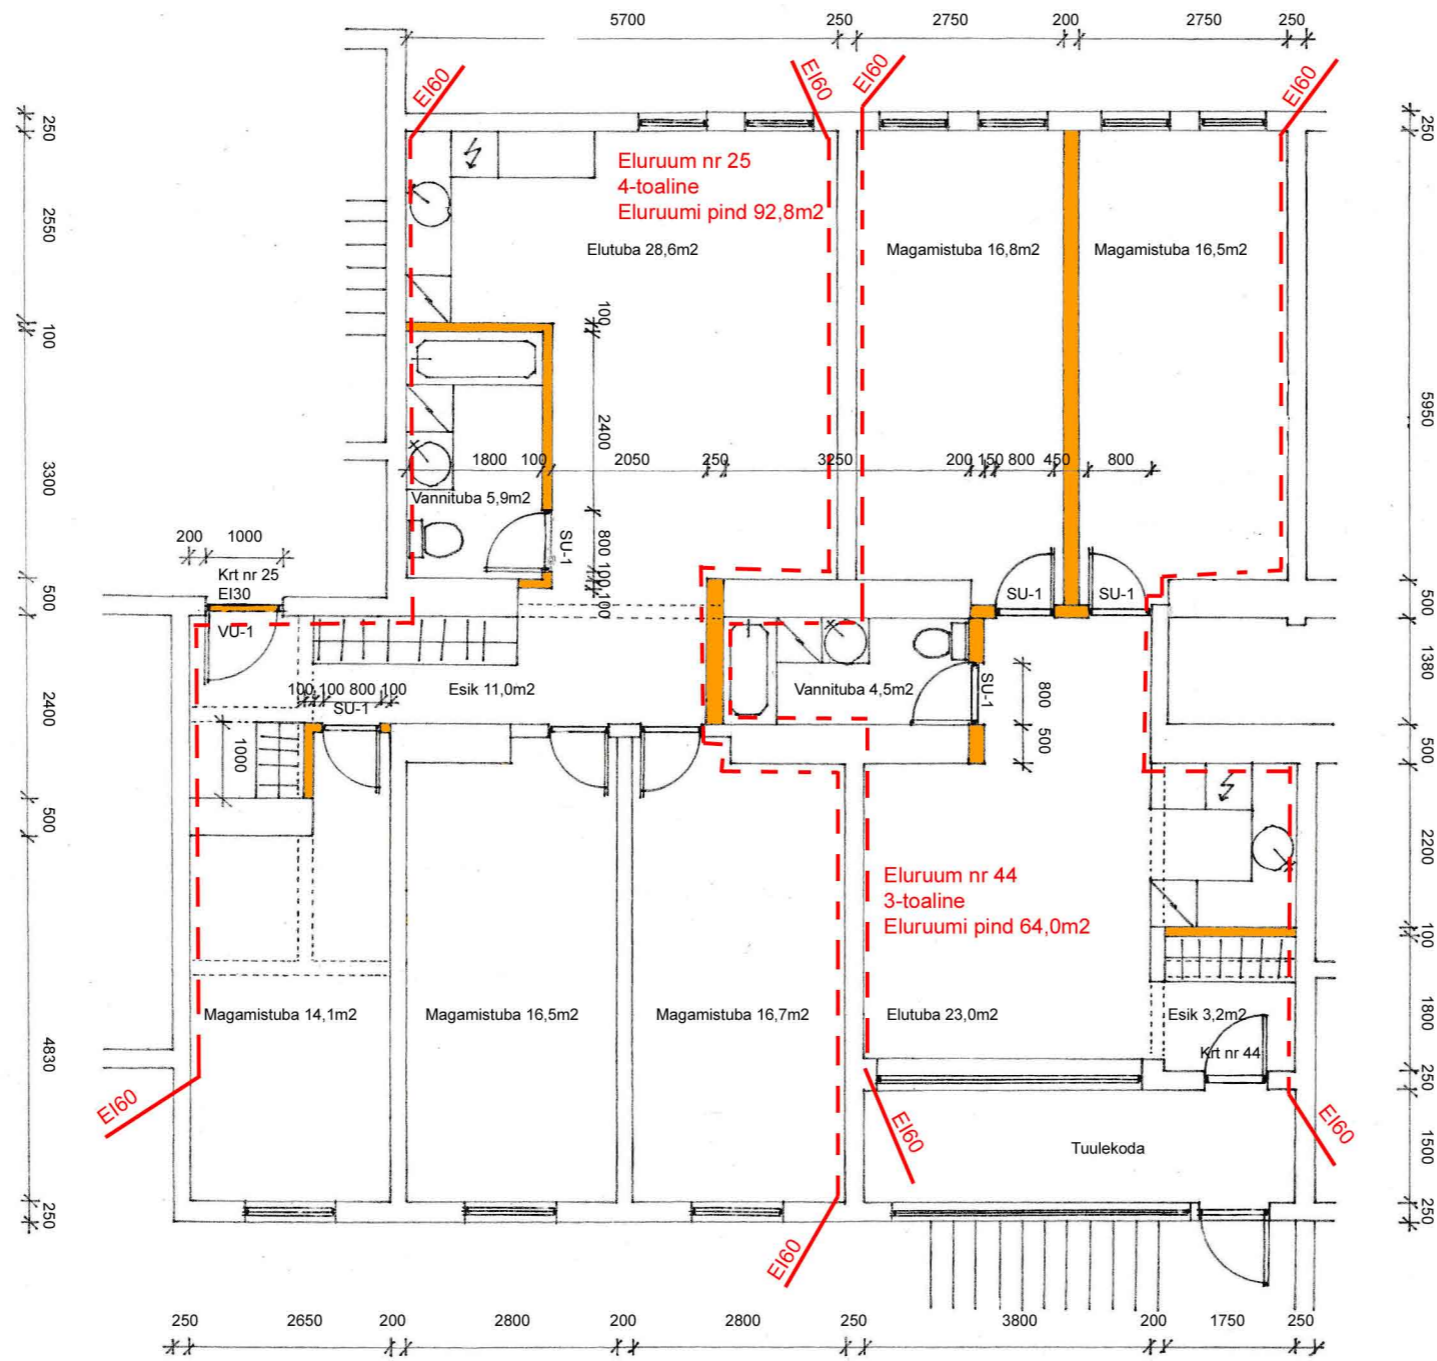 5700 250 2750 200 2750 250
EI60
EI60
EI60
EI60
250
2550
100
3300
500
2400
500
4830
250
Eluruum nr 25
4-toaline
Eluruumi pind 92,8m2
Elutuba 28,6m2
Magamistuba 16,8m2
Magamistuba 16,5m2
100
2400
800
100
100
1800 100 2050 250 3250 200 150 800 450 800
Vannituba 5,9m2
SU-1
200 1000
Krt nr 25
EI30
VU-1
SU-1
SU-1
100 100 800 100
SU-1
Esik 11,0m2
Vannituba 4,5m2
SU-1
800
500
1000
Eluruum nr 44
3-toaline
Eluruumi pind 64,0m2
Magamistuba 14,1m2
Magamistuba 16,5m2
Magamistuba 16,7m2
Elutuba 23,0m2
Esik 3,2m2
Krt nr 44
EI60
EI60
EI60
Tuulekoda
EI60
250
5950
500
1380
500
2200
100
1800
250
1500
250
250 2650 200 2800 200 2800 250 3800 200 1750 250